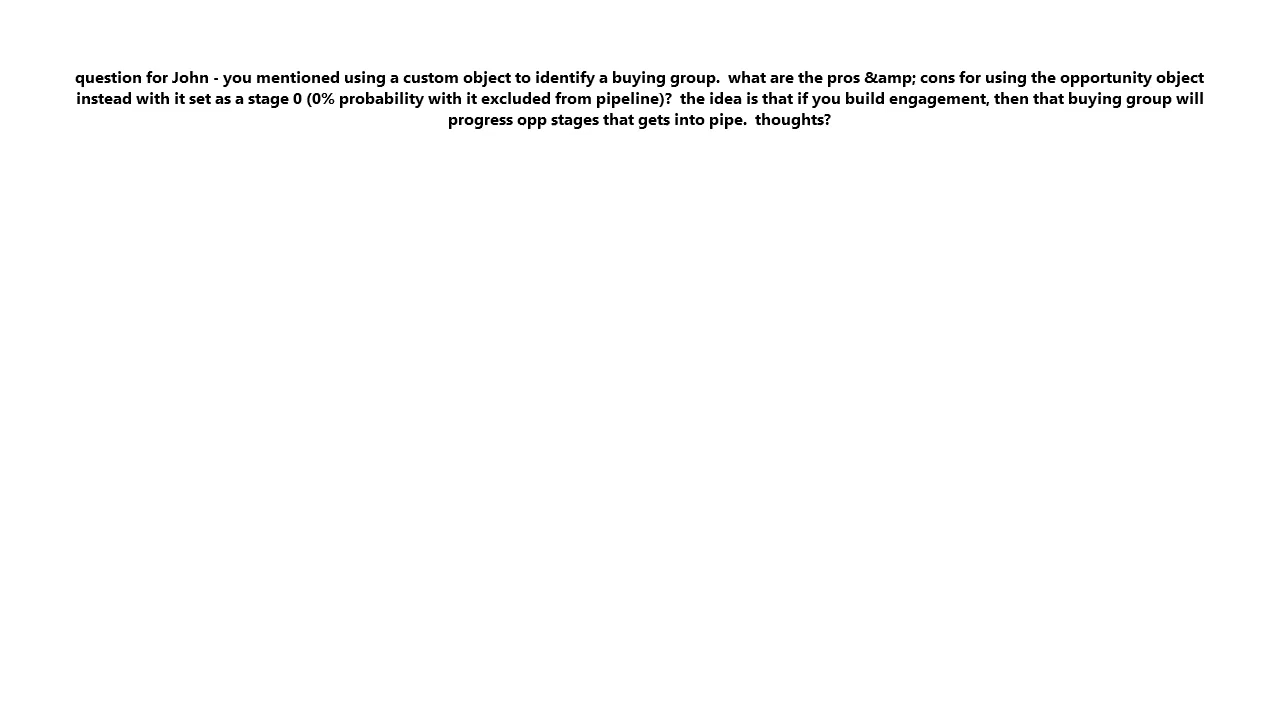 question for John - you mentioned using a custom object to identify a buying group.  what are the pros &amp; cons for using the opportunity object
instead with it set as a stage 0 (0% probability with it excluded from pipeline)?  the idea is that if you build engagement, then that buying group will
progress opp stages that gets into pipe.  thoughts?